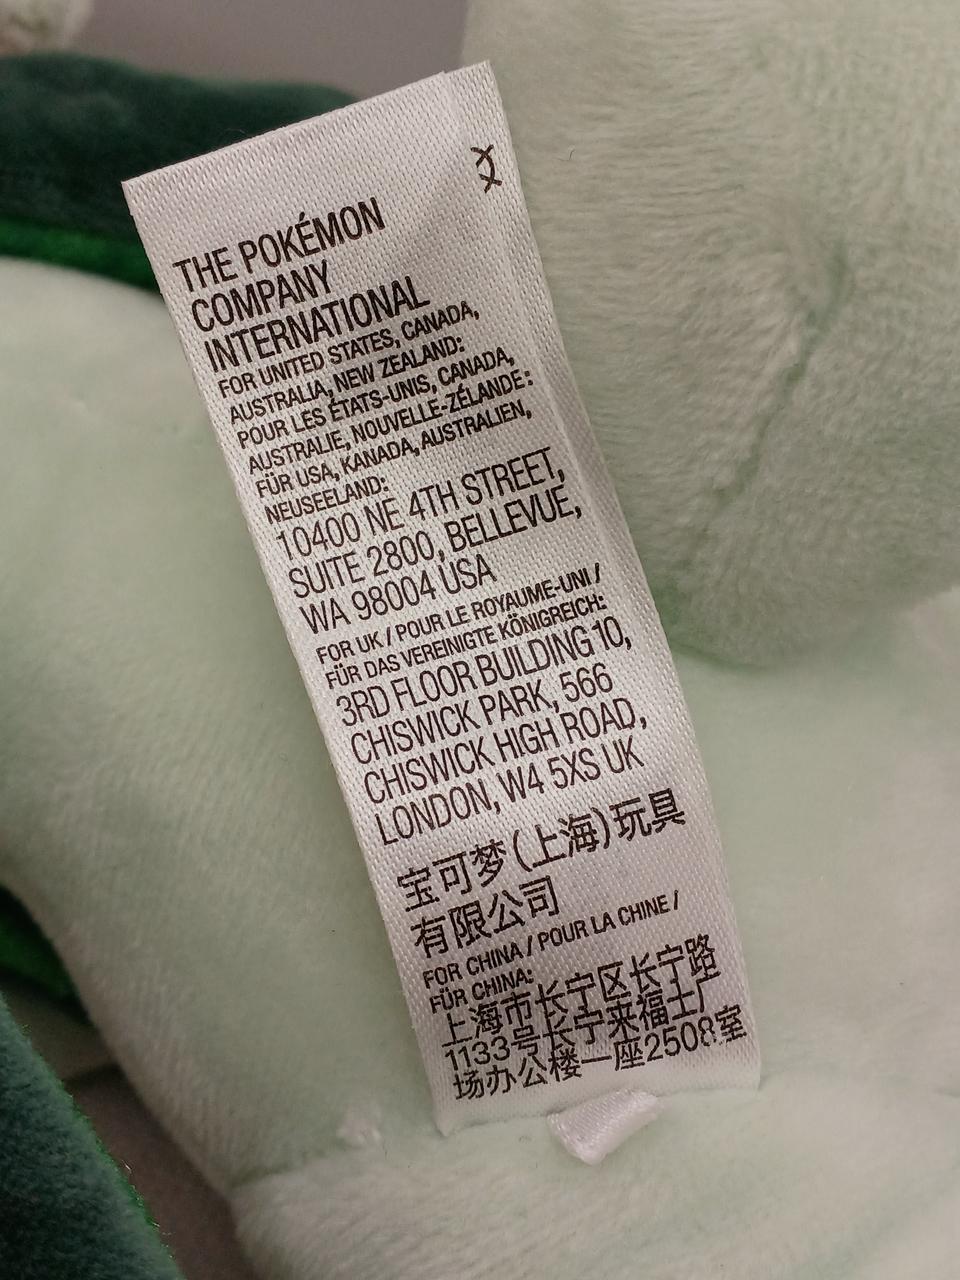 THE POKÉMON
COMPANY
INTERNATIONAL
FOR UNITED STATES, CANADA,
AUSTRALIA, NEW ZEALAND:
POUR LES ÉTATS-UNIS, CANADA,
AUSTRALIE, NOUVELLE-ZÉLANDE:
FÜR USA, KANADA, AUSTRALIEN,
NEUSEELAND:
10400 NE 4TH STREET,
SUITE 2800, BELLEVUE,
WA 98004 USA
FOR UK / POUR LE ROYAUME-UNI /
FÜR DAS VEREINIGTE KÖNIGREICH:
3RD FLOOR BUILDING 10,
CHISWICK PARK, 566
CHISWICK HIGH ROAD,
LONDON, W4 5XS UK
宝可梦(上海)玩具
有限公司
FOR CHINA / POUR LA CHINE /
FÜR CHINA:
上海市长宁区长宁路
1133号长宁来福士广
场办公楼一座2508室